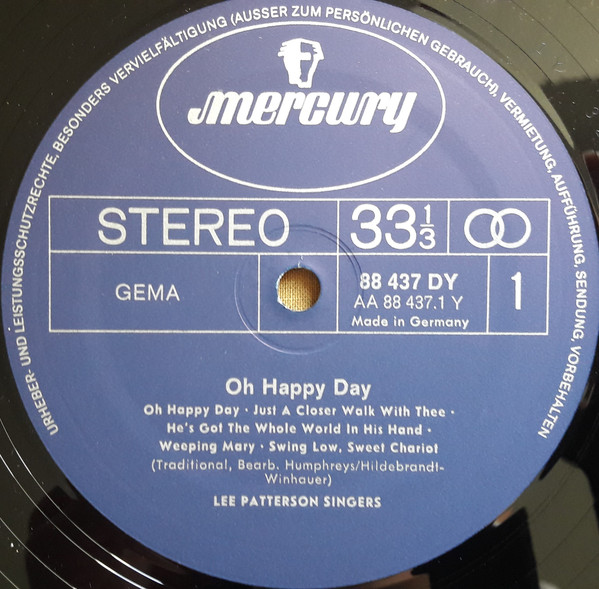 URHEBER- UND LEISTUNGSSCHUTZRECHTE, BESONDERS VERVIELFÄLTIGUNG (AUSSER ZUM PERSÖNLICHEN GEBRAUCH), VERMIETUNG, AUFFÜHRUNG, SENDUNG, VORBEHALTEN
mercury
STEREO
33⅓
GEMA
88 437 DY
AA 88 437.1 Y
Made in Germany
1
Oh Happy Day
Oh Happy Day · Just A Closer Walk With Thee ·
He's Got The Whole World In His Hand ·
Weeping Mary · Swing Low, Sweet Chariot
(Traditional, Bearb. Humphreys/Hildebrandt-
Winhauer)
LEE PATTERSON SINGERS